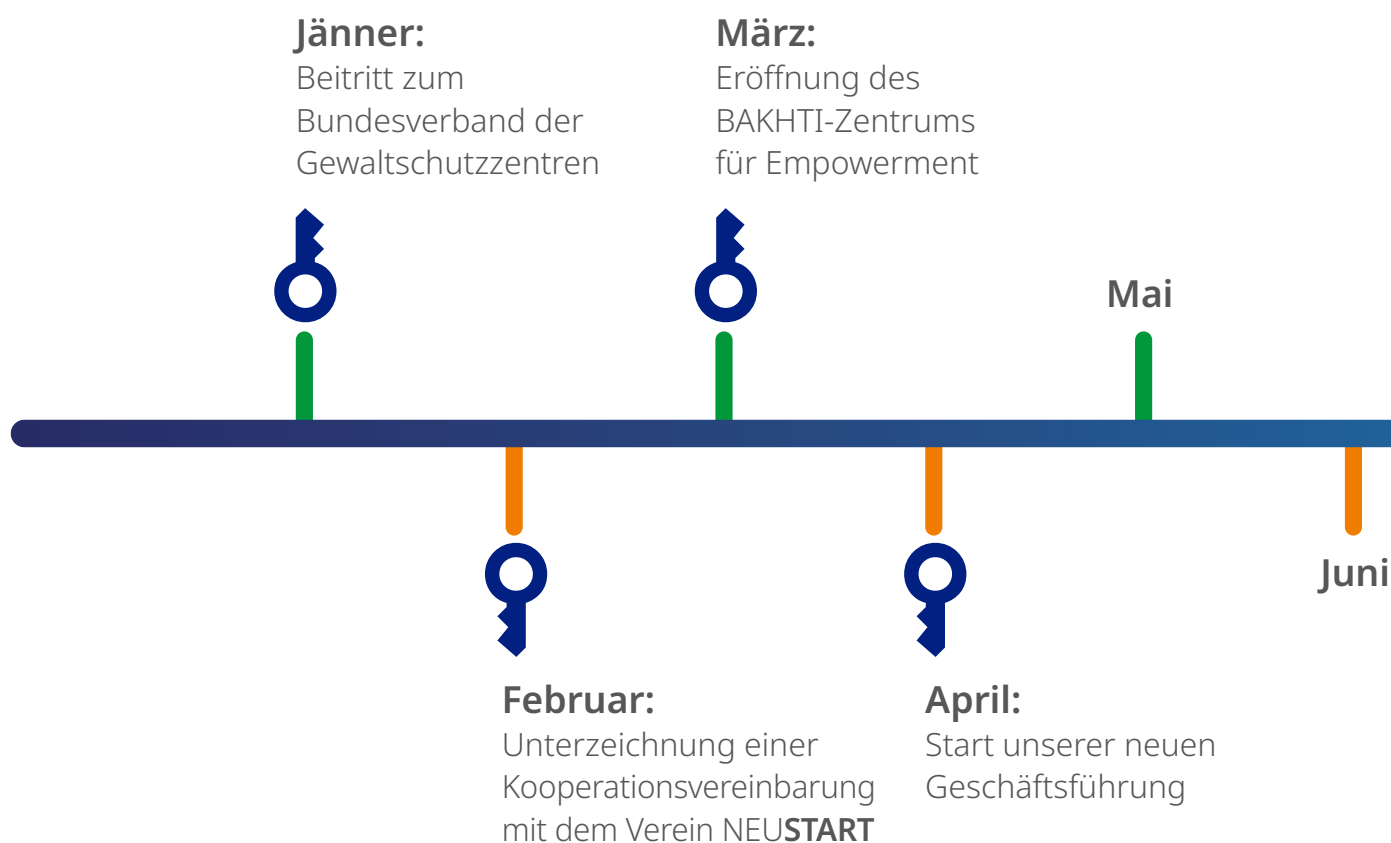 Jänner:
Beitritt zum
Bundesverband der
Gewaltschutzzentren
März:
Eröffnung des
BAKHTI-Zentrums
für Empowerment
Mai
Juni
Februar:
Unterzeichnung einer
Kooperationsvereinbarung
mit dem Verein NEUSTART
April:
Start unserer neuen
Geschäftsführung